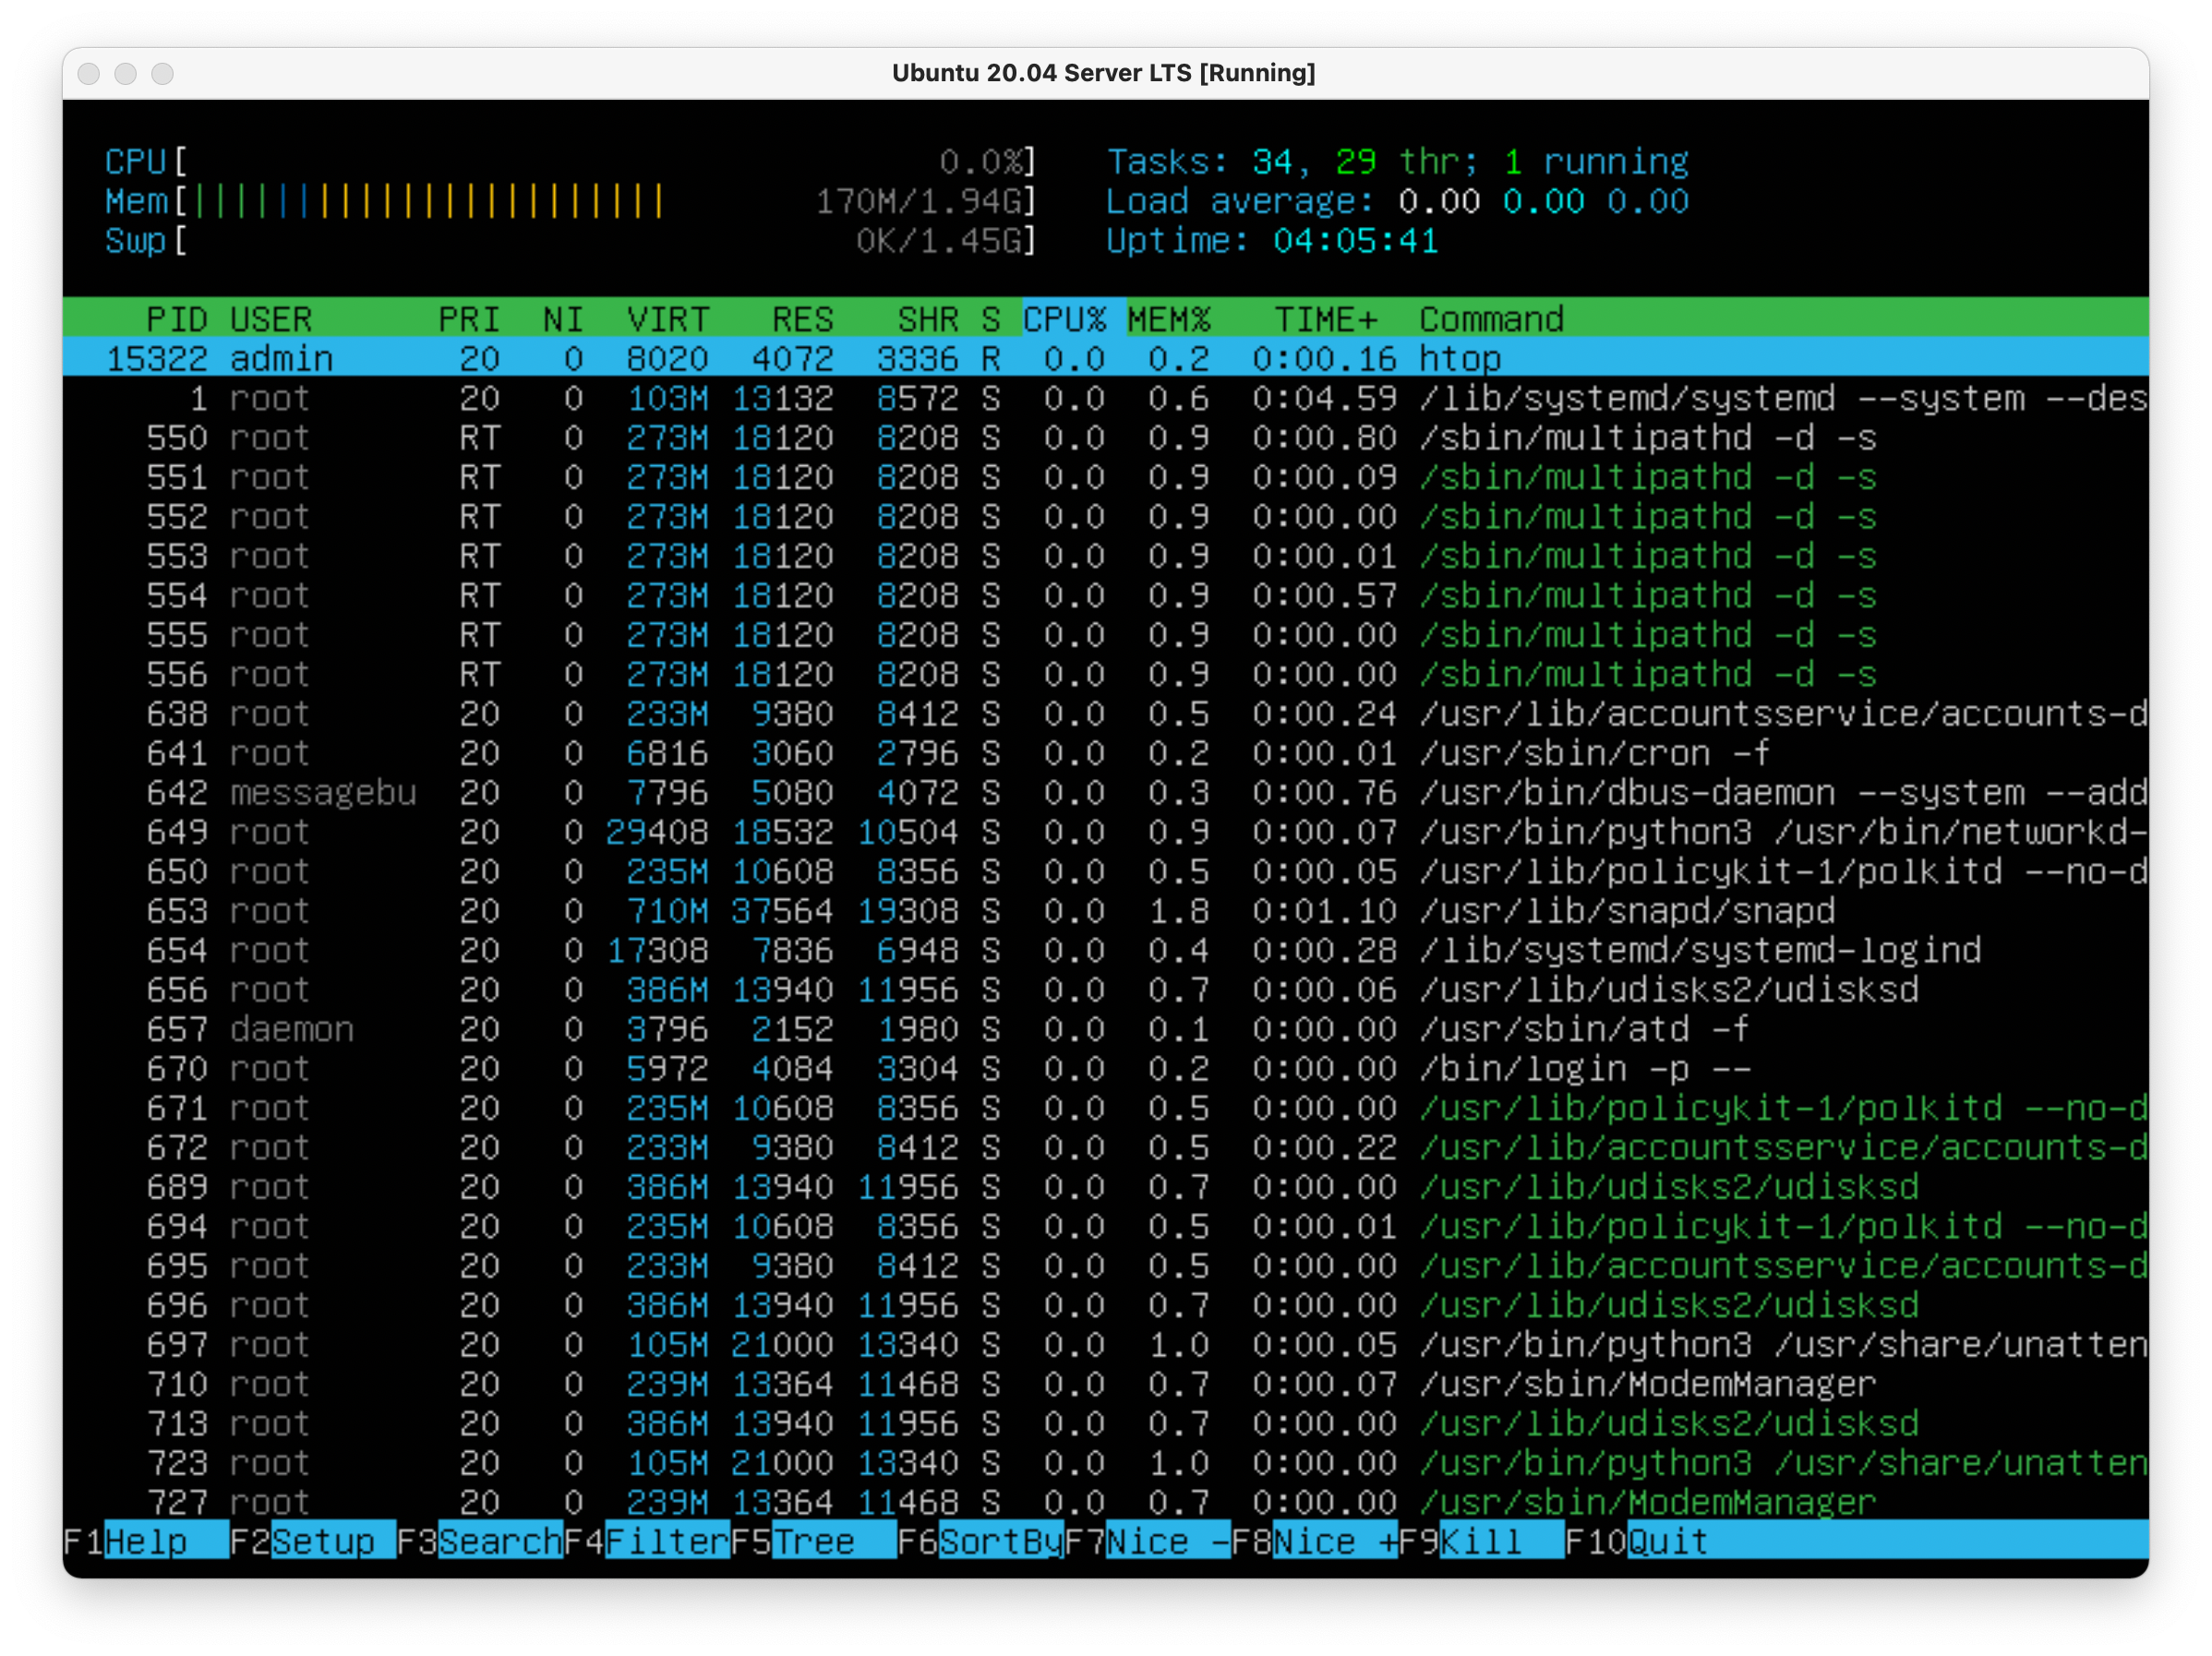 Ubuntu 20.04 Server LTS [Running]
CPU[ 0.0%] Tasks: 34, 29 thr; 1 running
Mem[|||||||||||||||||||||||170M/1.94G] Load average: 0.00 0.00 0.00
Swp[ 0K/1.45G] Uptime: 04:05:41
PID USER PRI NI VIRT RES SHR S CPU% MEM% TIME+ Command
15322 admin 20 0 8020 4072 3336 R 0.0 0.2 0:00.16 htop
1 root 20 0 103M 13132 8572 S 0.0 0.6 0:04.59 /lib/systemd/systemd --system --des
550 root RT 0 273M 18120 8208 S 0.0 0.9 0:00.80 /sbin/multipathd -d -s
551 root RT 0 273M 18120 8208 S 0.0 0.9 0:00.09 /sbin/multipathd -d -s
552 root RT 0 273M 18120 8208 S 0.0 0.9 0:00.00 /sbin/multipathd -d -s
553 root RT 0 273M 18120 8208 S 0.0 0.9 0:00.01 /sbin/multipathd -d -s
554 root RT 0 273M 18120 8208 S 0.0 0.9 0:00.57 /sbin/multipathd -d -s
555 root RT 0 273M 18120 8208 S 0.0 0.9 0:00.00 /sbin/multipathd -d -s
556 root RT 0 273M 18120 8208 S 0.0 0.9 0:00.00 /sbin/multipathd -d -s
638 root 20 0 233M 9380 8412 S 0.0 0.5 0:00.24 /usr/lib/accountsservice/accounts-d
641 root 20 0 6816 3060 2796 S 0.0 0.2 0:00.01 /usr/sbin/cron -f
642 messagebu 20 0 7796 5080 4072 S 0.0 0.3 0:00.76 /usr/bin/dbus-daemon --system --add
649 root 20 0 29408 18532 10504 S 0.0 0.9 0:00.07 /usr/bin/python3 /usr/bin/networkd-
650 root 20 0 235M 10608 8356 S 0.0 0.5 0:00.05 /usr/lib/policykit-1/polkitd --no-d
653 root 20 0 710M 37564 19308 S 0.0 1.8 0:01.10 /usr/lib/snapd/snapd
654 root 20 0 17308 7836 6948 S 0.0 0.4 0:00.28 /lib/systemd/systemd-logind
656 root 20 0 386M 13940 11956 S 0.0 0.7 0:00.06 /usr/lib/udisks2/udisksd
657 daemon 20 0 3796 2152 1980 S 0.0 0.1 0:00.00 /usr/sbin/atd -f
670 root 20 0 5972 4084 3304 S 0.0 0.2 0:00.00 /bin/login -p --
671 root 20 0 235M 10608 8356 S 0.0 0.5 0:00.00 /usr/lib/policykit-1/polkitd --no-d
672 root 20 0 233M 9380 8412 S 0.0 0.5 0:00.22 /usr/lib/accountsservice/accounts-d
689 root 20 0 386M 13940 11956 S 0.0 0.7 0:00.00 /usr/lib/udisks2/udisksd
694 root 20 0 235M 10608 8356 S 0.0 0.5 0:00.01 /usr/lib/policykit-1/polkitd --no-d
695 root 20 0 233M 9380 8412 S 0.0 0.5 0:00.00 /usr/lib/accountsservice/accounts-d
696 root 20 0 386M 13940 11956 S 0.0 0.7 0:00.00 /usr/lib/udisks2/udisksd
697 root 20 0 105M 21000 13340 S 0.0 1.0 0:00.05 /usr/bin/python3 /usr/share/unatten
710 root 20 0 239M 13364 11468 S 0.0 0.7 0:00.07 /usr/sbin/ModemManager
713 root 20 0 386M 13940 11956 S 0.0 0.7 0:00.00 /usr/lib/udisks2/udisksd
723 root 20 0 105M 21000 13340 S 0.0 1.0 0:00.00 /usr/bin/python3 /usr/share/unatten
727 root 20 0 239M 13364 11468 S 0.0 0.7 0:00.00 /usr/sbin/ModemManager
F1Help F2Setup F3SearchF4FilterF5Tree F6SortByF7Nice -F8Nice +F9Kill F10Quit